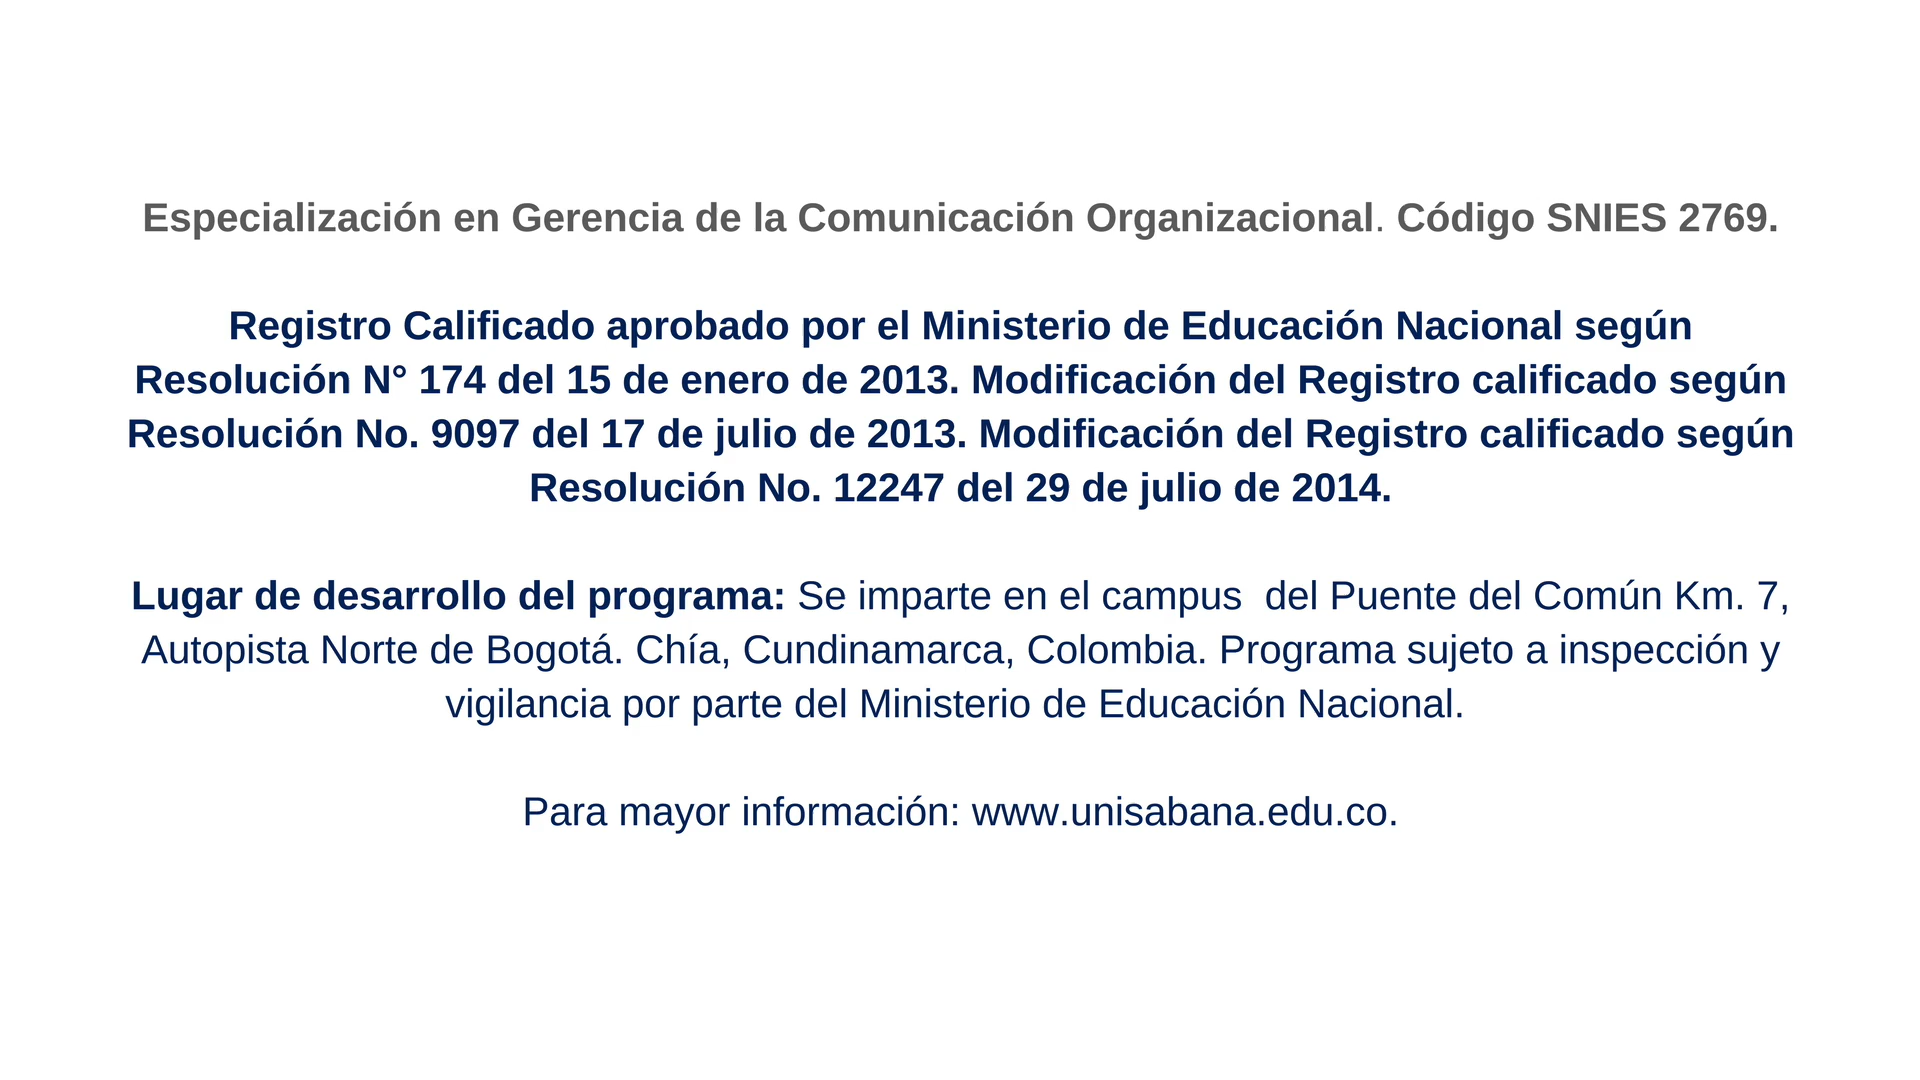 Especialización en Gerencia de la Comunicación Organizacional. Código SNIES 2769.
Registro Calificado aprobado por el Ministerio de Educación Nacional según
Resolución N° 174 del 15 de enero de 2013. Modificación del Registro calificado según
Resolución No. 9097 del 17 de julio de 2013. Modificación del Registro calificado según
Resolución No. 12247 del 29 de julio de 2014.
Lugar de desarrollo del programa: Se imparte en el campus  del Puente del Común Km. 7,
Autopista Norte de Bogotá. Chía, Cundinamarca, Colombia. Programa sujeto a inspección y
vigilancia por parte del Ministerio de Educación Nacional.
Para mayor información: www.unisabana.edu.co.